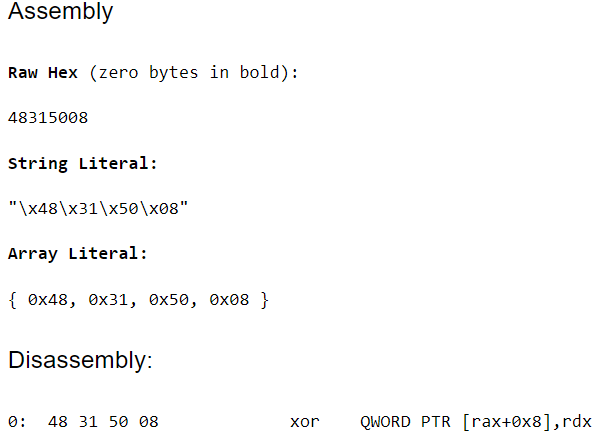 Assembly
Raw Hex (zero bytes in bold):
48315008
String Literal:
"\x48\x31\x50\x08"
Array Literal:
{ 0x48, 0x31, 0x50, 0x08 }
Disassembly:
0:  48 31 50 08             xor    QWORD PTR [rax+0x8],rdx